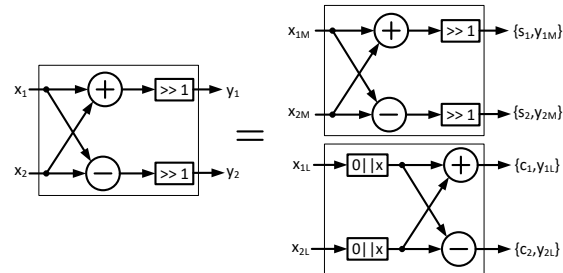 x1 + >> 1 y1
x2 − >> 1 y2
=
x1M + >> 1 {s1,y1M}
x2M − >> 1 {s2,y2M}
x1L 0||x + {c1,y1L}
x2L 0||x − {c2,y2L}